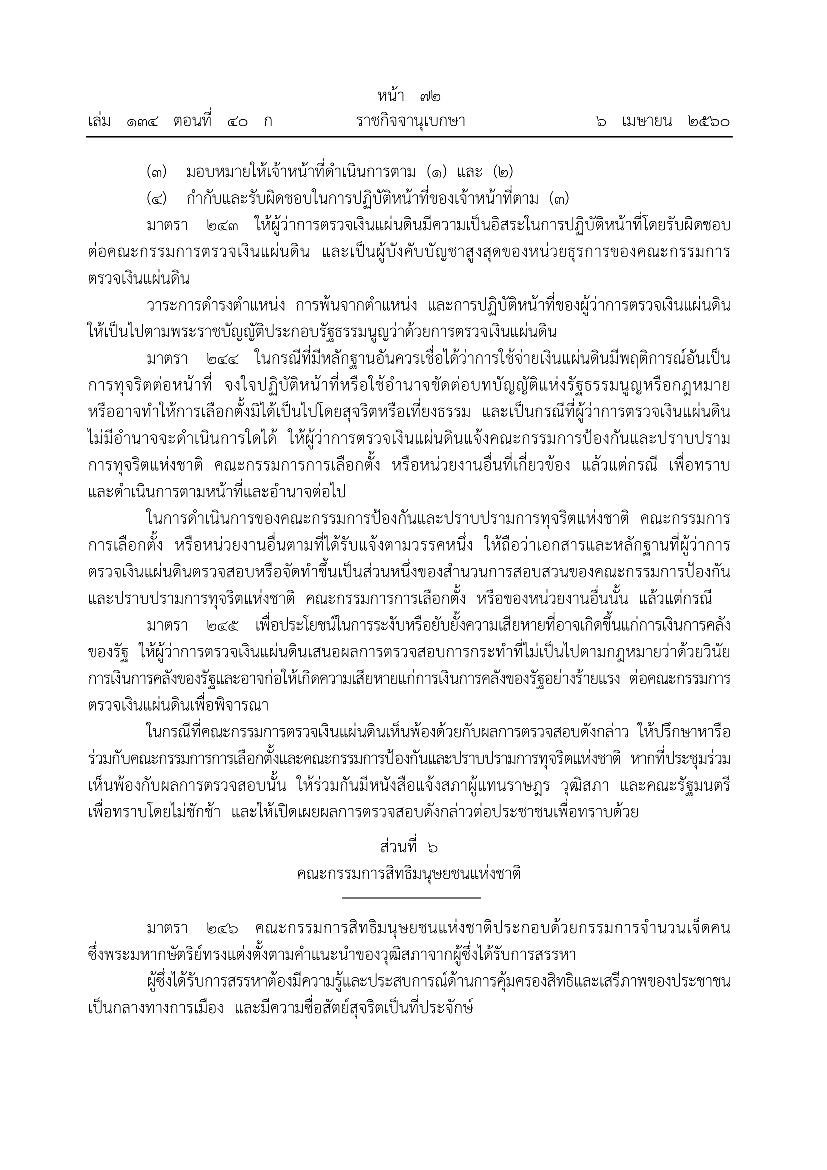 หน้า ๗๒
เล่ม ๑๓๔ ตอนที่ ๔๐ ก ราชกิจจานุเบกษา ๖ เมษายน ๒๕๖๐
(๓) มอบหมายให้เจ้าหน้าที่ดำเนินการตาม (๑) และ (๒)
(๔) กำกับและรับผิดชอบในการปฏิบัติหน้าที่ของเจ้าหน้าที่ตาม (๓)
มาตรา ๒๔๓ ให้ผู้ว่าการตรวจเงินแผ่นดินมีความเป็นอิสระในการปฏิบัติหน้าที่โดยรับผิดชอบ
ต่อคณะกรรมการตรวจเงินแผ่นดิน และเป็นผู้บังคับบัญชาสูงสุดของหน่วยธุรการของคณะกรรมการ
ตรวจเงินแผ่นดิน
วาระการดำรงตำแหน่ง การพ้นจากตำแหน่ง และการปฏิบัติหน้าที่ของผู้ว่าการตรวจเงินแผ่นดิน
ให้เป็นไปตามพระราชบัญญัติประกอบรัฐธรรมนูญว่าด้วยการตรวจเงินแผ่นดิน
มาตรา ๒๔๔ ในกรณีที่มีหลักฐานอันควรเชื่อได้ว่าการใช้จ่ายเงินแผ่นดินมีพฤติการณ์อันเป็น
การทุจริตต่อหน้าที่ จงใจปฏิบัติหน้าที่หรือใช้อำนาจขัดต่อบทบัญญัติแห่งรัฐธรรมนูญหรือกฎหมาย
หรืออาจทำให้การเลือกตั้งมิได้เป็นไปโดยสุจริตหรือเที่ยงธรรม และเป็นกรณีที่ผู้ว่าการตรวจเงินแผ่นดิน
ไม่มีอำนาจจะดำเนินการใดได้ ให้ผู้ว่าการตรวจเงินแผ่นดินแจ้งคณะกรรมการป้องกันและปราบปราม
การทุจริตแห่งชาติ คณะกรรมการการเลือกตั้ง หรือหน่วยงานอื่นที่เกี่ยวข้อง แล้วแต่กรณี เพื่อทราบ
และดำเนินการตามหน้าที่และอำนาจต่อไป
ในการดำเนินการของคณะกรรมการป้องกันและปราบปรามการทุจริตแห่งชาติ คณะกรรมการ
การเลือกตั้ง หรือหน่วยงานอื่นตามที่ได้รับแจ้งตามวรรคหนึ่ง ให้ถือว่าเอกสารและหลักฐานที่ผู้ว่าการ
ตรวจเงินแผ่นดินตรวจสอบหรือจัดทำขึ้นเป็นส่วนหนึ่งของสำนวนการสอบสวนของคณะกรรมการป้องกัน
และปราบปรามการทุจริตแห่งชาติ คณะกรรมการการเลือกตั้ง หรือของหน่วยงานอื่นนั้น แล้วแต่กรณี
มาตรา ๒๔๕ เพื่อประโยชน์ในการระงับหรือยับยั้งความเสียหายที่อาจเกิดขึ้นแก่การเงินการคลัง
ของรัฐ ให้ผู้ว่าการตรวจเงินแผ่นดินเสนอผลการตรวจสอบการกระทำที่ไม่เป็นไปตามกฎหมายว่าด้วยวินัย
การเงินการคลังของรัฐและอาจก่อให้เกิดความเสียหายแก่การเงินการคลังของรัฐอย่างร้ายแรง ต่อคณะกรรมการ
ตรวจเงินแผ่นดินเพื่อพิจารณา
ในกรณีที่คณะกรรมการตรวจเงินแผ่นดินเห็นพ้องด้วยกับผลการตรวจสอบดังกล่าว ให้ปรึกษาหารือ
ร่วมกับคณะกรรมการการเลือกตั้งและคณะกรรมการป้องกันและปราบปรามการทุจริตแห่งชาติ หากที่ประชุมร่วม
เห็นพ้องกับผลการตรวจสอบนั้น ให้ร่วมกันมีหนังสือแจ้งสภาผู้แทนราษฎร วุฒิสภา และคณะรัฐมนตรี
เพื่อทราบโดยไม่ชักช้า และให้เปิดเผยผลการตรวจสอบดังกล่าวต่อประชาชนเพื่อทราบด้วย
ส่วนที่ ๖
คณะกรรมการสิทธิมนุษยชนแห่งชาติ
มาตรา ๒๔๖ คณะกรรมการสิทธิมนุษยชนแห่งชาติประกอบด้วยกรรมการจำนวนเจ็ดคน
ซึ่งพระมหากษัตริย์ทรงแต่งตั้งตามคำแนะนำของวุฒิสภาจากผู้ซึ่งได้รับการสรรหา
ผู้ซึ่งได้รับการสรรหาต้องมีความรู้และประสบการณ์ด้านการคุ้มครองสิทธิและเสรีภาพของประชาชน
เป็นกลางทางการเมือง และมีความซื่อสัตย์สุจริตเป็นที่ประจักษ์